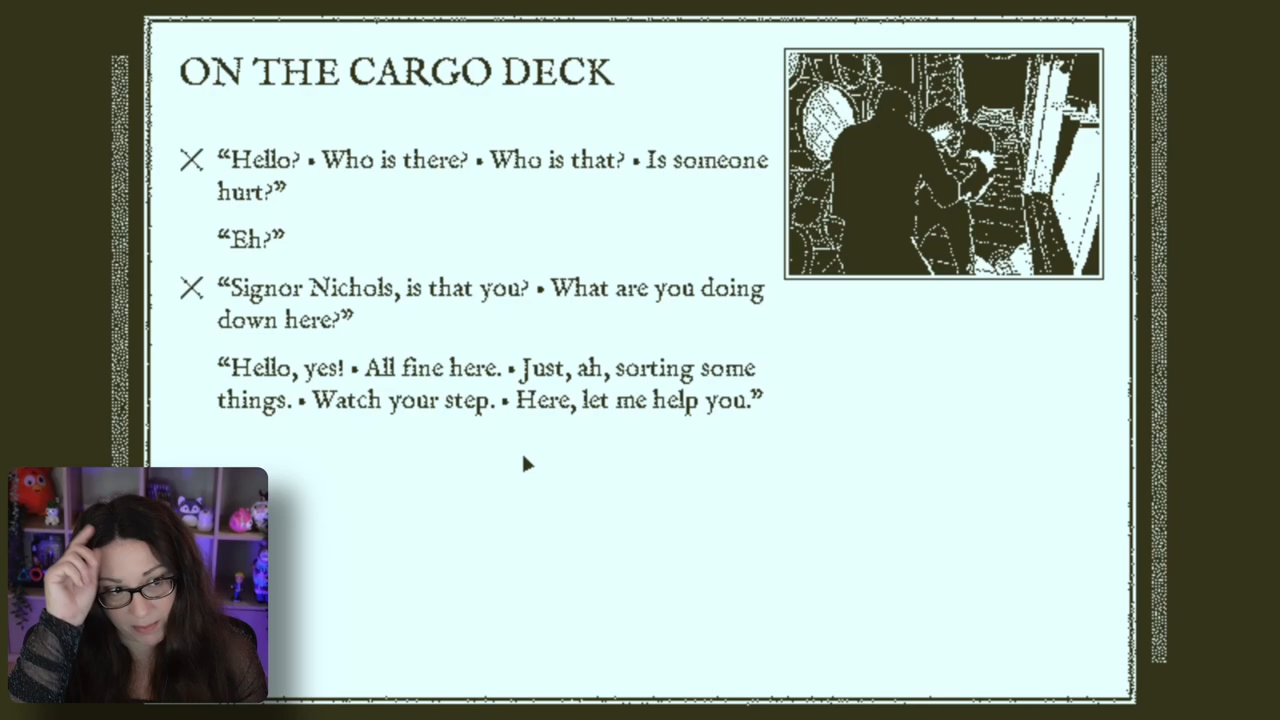 ON THE CARGO DECK
“Hello? • Who is there? • Who is that? • Is someone
hurt?”
“Eh?”
“Signor Nichols, is that you? • What are you doing
down here?”
“Hello, yes! • All fine here. • Just, ah, sorting some
things. • Watch your step. • Here, let me help you.”